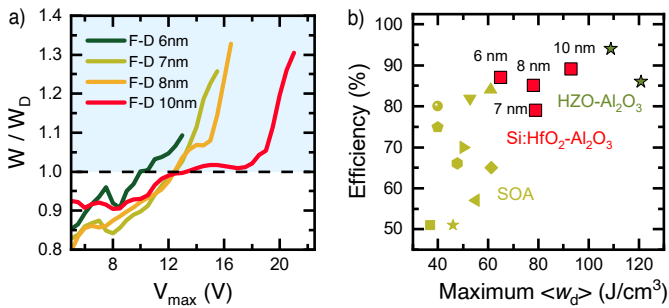 a)
W / W_D
F-D 6nm
F-D 7nm
F-D 8nm
F-D 10nm
1.4
1.3
1.2
1.1
1.0
0.9
0.8
8
12
16
20
V_max (V)
b)
Efficiency (%)
100
90
80
70
60
50
6 nm
8 nm
10 nm
7 nm
HZO-Al₂O₃
Si:HfO₂-Al₂O₃
SOA
40
60
80
100
120
Maximum <w_d> (J/cm³)